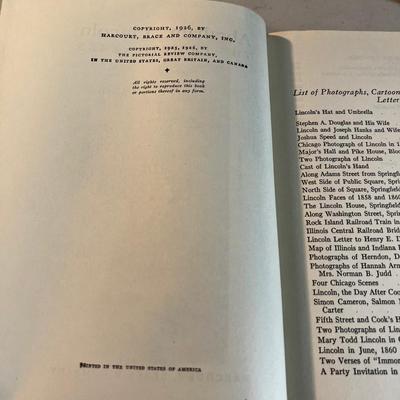 COPYRIGHT, 1926, BY
HARCOURT, BRACE AND COMPANY, INC.
COPYRIGHT, 1925, 1926, BY
THE PICTORIAL REVIEW COMPANY,
IN THE UNITED STATES, GREAT BRITAIN, AND CANADA
All rights reserved, including
the right to reproduce this book
or portions thereof in any form.
PRINTED IN THE UNITED STATES OF AMERICA
List of Photographs, Cartoon
Letter
Lincoln's Hat and Umbrella
Stephen A. Douglas and His Wife
Lincoln and Joseph Hanks and Wife
Joshua Speed and Lincoln
Chicago Photograph of Lincoln in 1
Major's Hall and Pike House, Bloo
Two Photographs of Lincoln
Cast of Lincoln's Hand
Along Adams Street from Springfie
West Side of Public Square, Spring
North Side of Square, Springfield
Lincoln Faces of 1858 and 1860
The Lincoln House, Springfield
Along Washington Street, Spring
Rock Island Railroad Train in
Illinois Central Railroad Bridg
Lincoln Letter to Henry E. D
Map of Illinois and Indiana
Photographs of Herndon, D
Photographs of Hannah Arm
Mrs. Norman B. Judd
Four Chicago Scenes
Lincoln, the Day After Coo
Simon Cameron, Salmon
Carter
Fifth Street and Cook's H
Two Photographs of Linc
Mary Todd Lincoln in
Lincoln in June, 1860
Two Verses of "Immor
A Party Invitation in